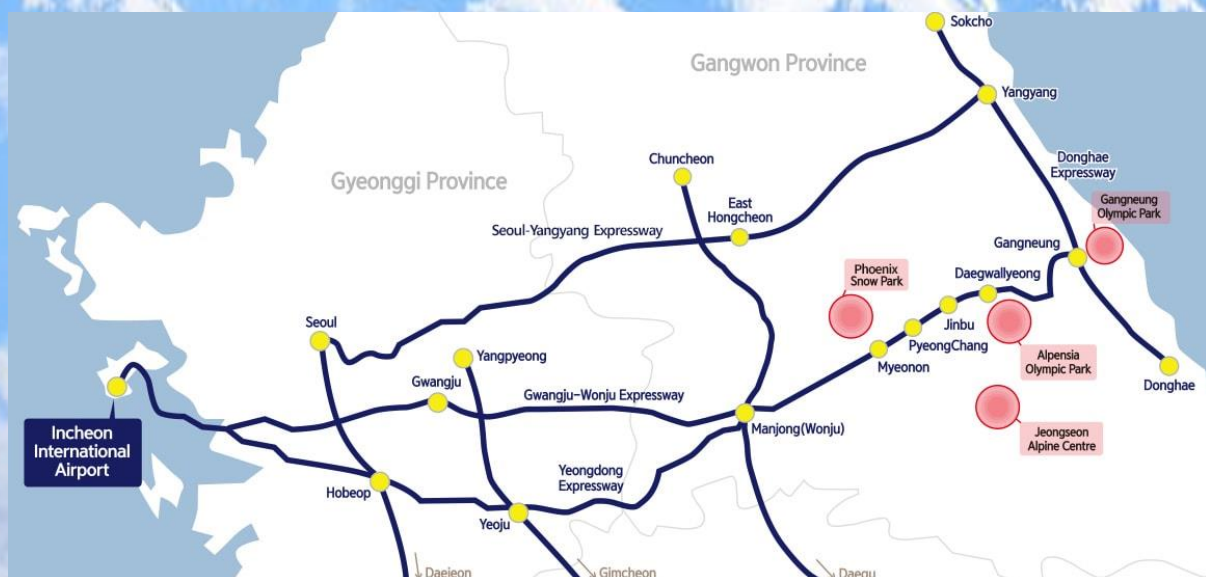 Sokcho
Gangwon Province
Yangyang
Chuncheon
Donghae
Expressway
Gyeonggi Province
Gangneung
Olympic Park
East
Hongcheon
Seoul-Yangyang Expressway
Gangneung
Phoenix
Snow Park
Daegwallyeong
Seoul
Jinbu
Yangpyeong
PyeongChang
Alpensia
Olympic Park
Myeonon
Gwangju
Donghae
Gwangju-Wonju Expressway
Incheon
International
Airport
Manjong(Wonju)
Jeongseon
Alpine Centre
Yeongdong
Expressway
Hobeop
Yeoju
Daejeon
Gimcheon
Daegu